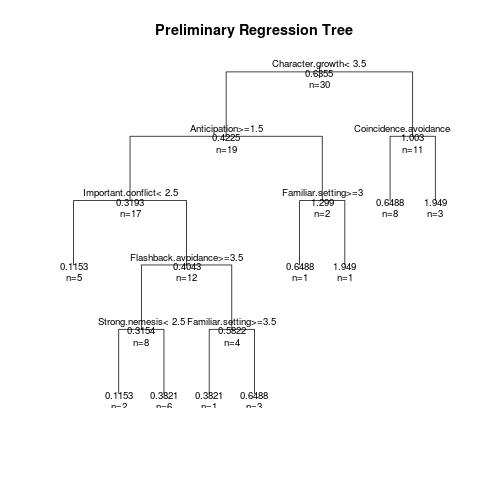 Preliminary Regression Tree
Character.growth< 3.5
0.6355
n=30
Anticipation>=1.5
0.4225
n=19
Coincidence.avoidance
1.003
n=11
Important.conflict< 2.5
0.3193
n=17
Familiar.setting>=3
1.299
n=2
0.6488
n=8
1.949
n=3
0.1153
n=5
Flashback.avoidance>=3.5
0.4043
n=12
0.6488
n=1
1.949
n=1
Strong.nemesis< 2.5
0.3154
n=8
Familiar.setting>=3.5
0.5822
n=4
0.1153
n=2
0.3821
n=6
0.3821
n=1
0.6488
n=3